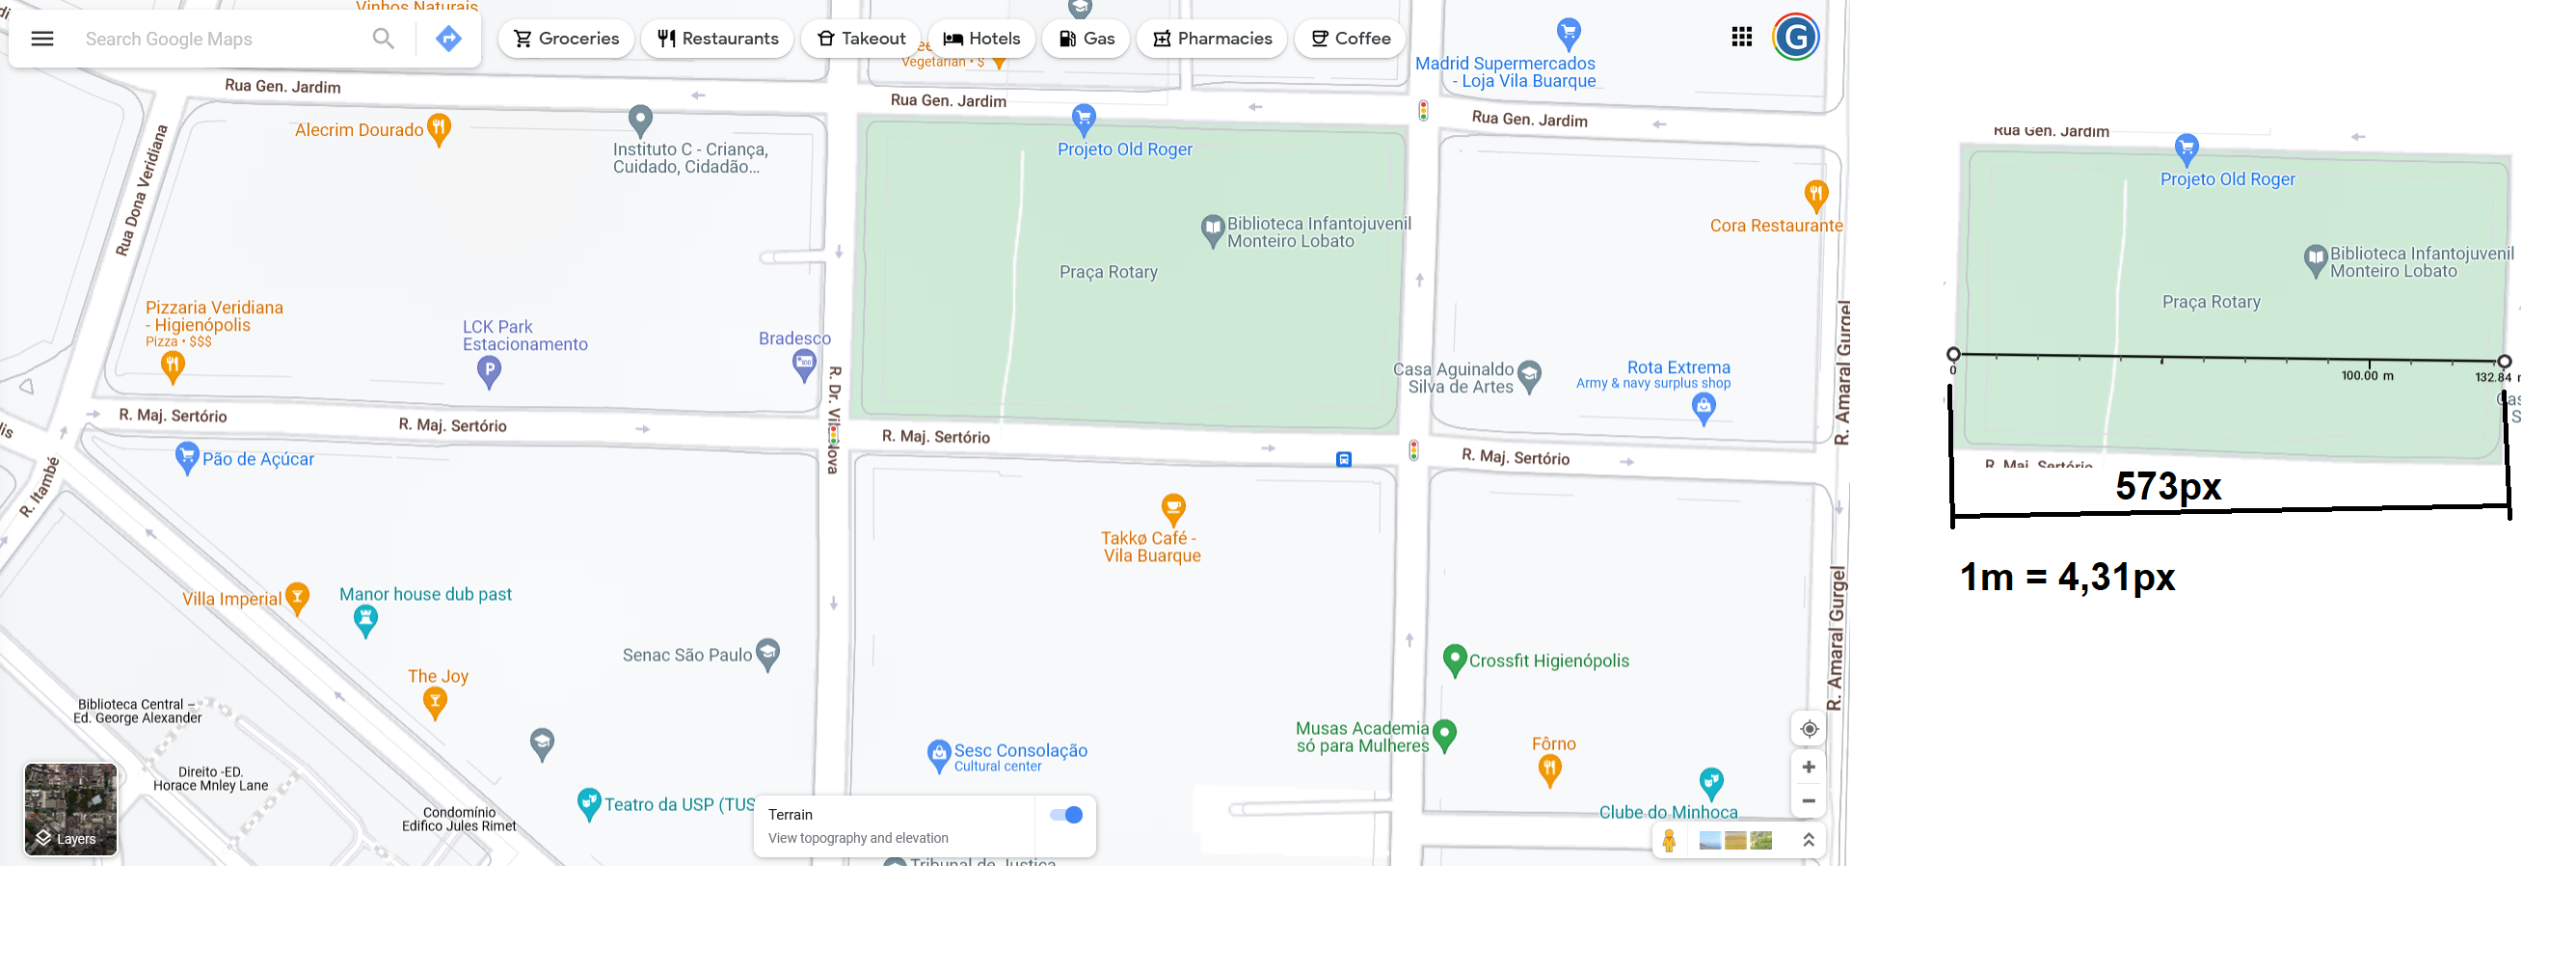 Vinhos Naturais
Search Google Maps
Groceries
Restaurants
Takeout
Hotels
Gas
Pharmacies
Coffee
G
Vegetarian • $
Madrid Supermercados
- Loja Vila Buarque
Rua Gen. Jardim
Rua Gen. Jardim
Rua Gen. Jardim
Rua Dona Veridiana
Alecrim Dourado
Instituto C - Criança,
Cuidado, Cidadão...
Projeto Old Roger
Biblioteca Infantojuvenil
Monteiro Lobato
Praça Rotary
Cora Restaurante
Pizzaria Veridiana
- Higienópolis
Pizza • $$$
LCK Park
Estacionamento
P
Bradesco
R. Dr. Vila Nova
Casa Aguinaldo
Silva de Artes
Rota Extrema
Army & navy surplus shop
R. Amaral Gurgel
R. Maj. Sertório
R. Maj. Sertório
R. Maj. Sertório
R. Maj. Sertório
Pão de Açúcar
R. Itambé
Takkø Café -
Vila Buarque
Villa Imperial
Manor house dub past
Senac São Paulo
The Joy
Crossfit Higienópolis
R. Amaral Gurgel
Biblioteca Central –
Ed. George Alexander
Direito -ED.
Horace Mnley Lane
Condomínio
Edifico Jules Rimet
Teatro da USP (TUS
Sesc Consolação
Cultural center
Musas Academia
só para Mulheres
Fôrno
Clube do Minhoca
Layers
Terrain
View topography and elevation
Tribunal de Justiça
Rua Gen. Jardim
Projeto Old Roger
Biblioteca Infantojuvenil
Monteiro Lobato
Praça Rotary
0
100.00 m
132.84
R. Maj. Sertório
573px
1m = 4,31px